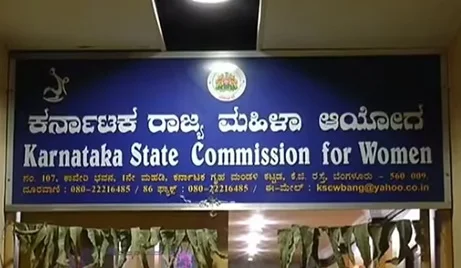 ಕರ್ನಾಟಕ ರಾಜ್ಯ ಮಹಿಳಾ ಆಯೋಗ
Karnataka State Commission for Women
ನಂ. 107, ಕಾವೇರಿ ಭವನ, 1ನೇ ಮಹಡಿ, ಕರ್ನಾಟಕ ಗೃಹ ಮಂಡಳಿ ಕಟ್ಟಡ, ಕೆ.ಜಿ. ರಸ್ತೆ, ಬೆಂಗಳೂರು - 560 009.
ದೂರವಾಣಿ : 080-22216485 / 86 ಫ್ಯಾಕ್ಸ್ : 080-22216485 / ಈ-ಮೇಲ್ : kscwbang@yahoo.co.in